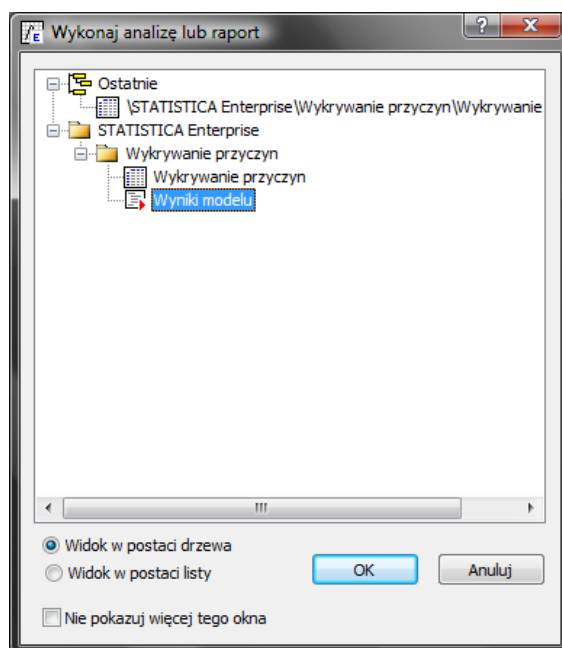 Wykonaj analizę lub raport
Ostatnie
\STATISTICA Enterprise\Wykrywanie przyczyn\Wykrywanie
STATISTICA Enterprise
Wykrywanie przyczyn
Wykrywanie przyczyn
Wyniki modelu
Widok w postaci drzewa
Widok w postaci listy
OK
Anuluj
Nie pokazuj więcej tego okna